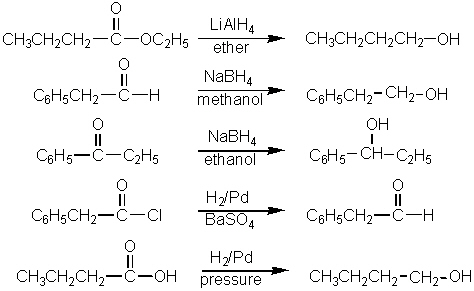 O
CH3CH2CH2 C OC2H5 LiAlH4 ether CH3CH2CH2CH2-OH
O
C6H5CH2 C H NaBH4 methanol C6H5CH2-CH2-OH
O OH
C6H5 C C2H5 NaBH4 ethanol C6H5-CH-C2H5
O O
C6H5CH2 C Cl H2/Pd BaSO4 C6H5CH2 C H
O
CH3CH2CH2 C OH H2/Pd pressure CH3CH2CH2-CH2-OH